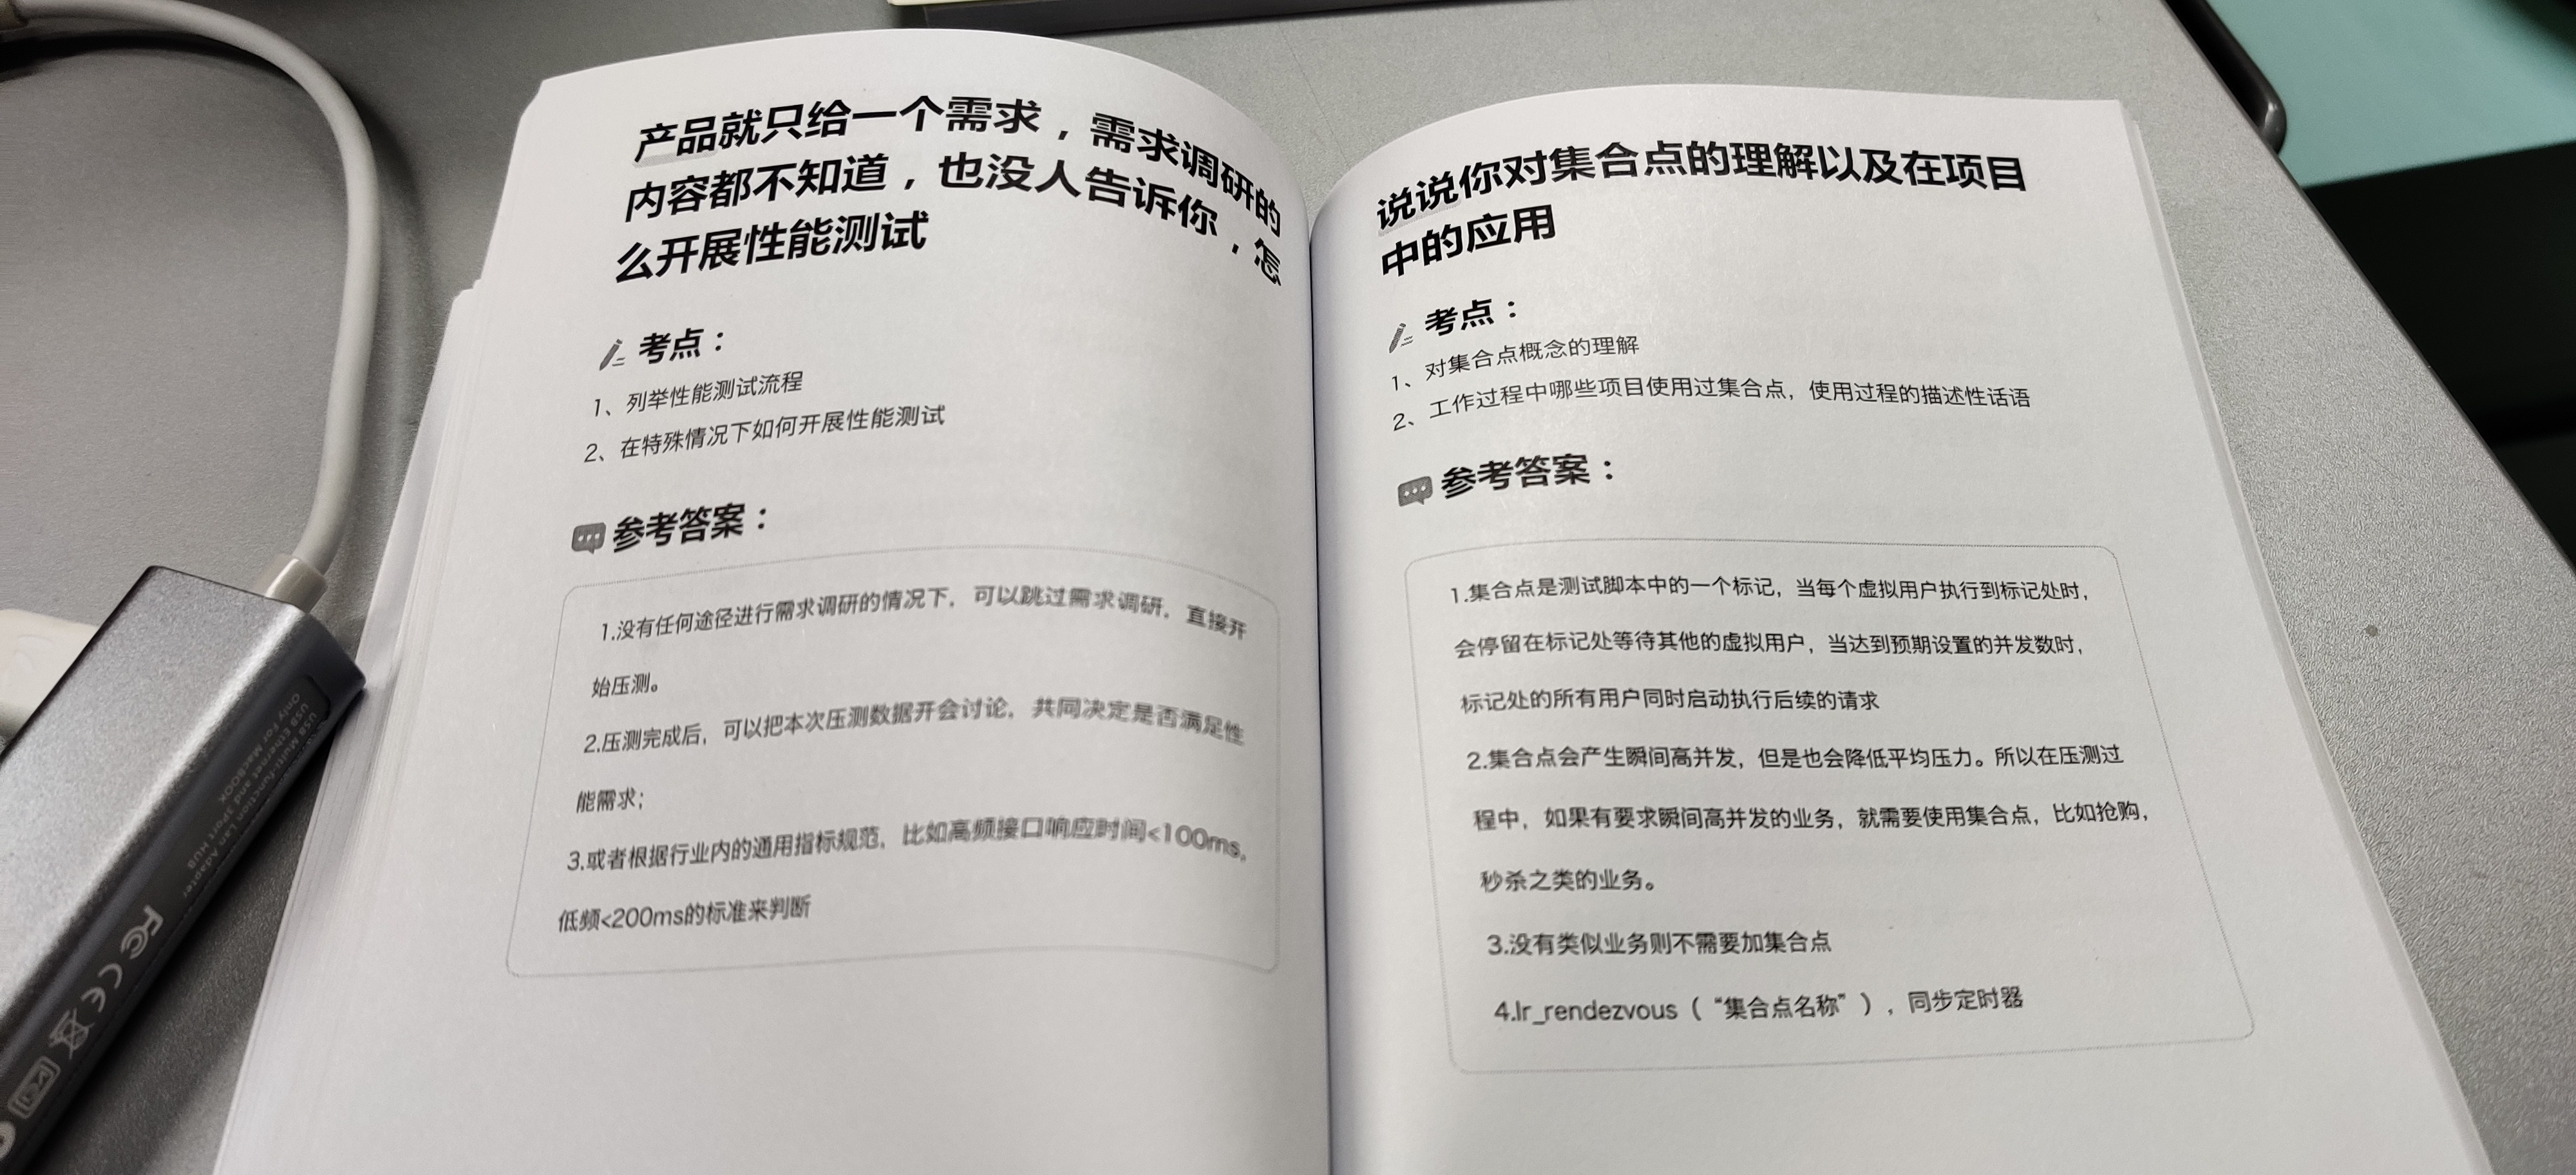 产品就只给一个需求，需求调研的
内容都不知道，也没人告诉你，怎
么开展性能测试
考点：
1、列举性能测试流程
2、在特殊情况下如何开展性能测试
参考答案：
1.没有任何途径进行需求调研的情况下，可以跳过需求调研，直接开
始压测。
2.压测完成后，可以把本次压测数据开会讨论，共同决定是否满足性
能需求；
3.或者根据行业内的通用指标规范，比如高频接口响应时间<100ms，
低频<200ms的标准来判断
说说你对集合点的理解以及在项目
中的应用
考点：
1、对集合点概念的理解
2、工作过程中哪些项目使用过集合点，使用过程的描述性话语
参考答案：
1.集合点是测试脚本中的一个标记，当每个虚拟用户执行到标记处时，
会停留在标记处等待其他的虚拟用户，当达到预期设置的并发数时，
标记处的所有用户同时启动执行后续的请求
2.集合点会产生瞬间高并发，但是也会降低平均压力。所以在压测过
程中，如果有要求瞬间高并发的业务，就需要使用集合点，比如抢购，
秒杀之类的业务。
3.没有类似业务则不需要加集合点
4.lr_rendezvous（“集合点名称”），同步定时器
USB Multi-function Lan Adapter
USB Ethernet and 3port HUB
Only For MacBOOK
FC CE